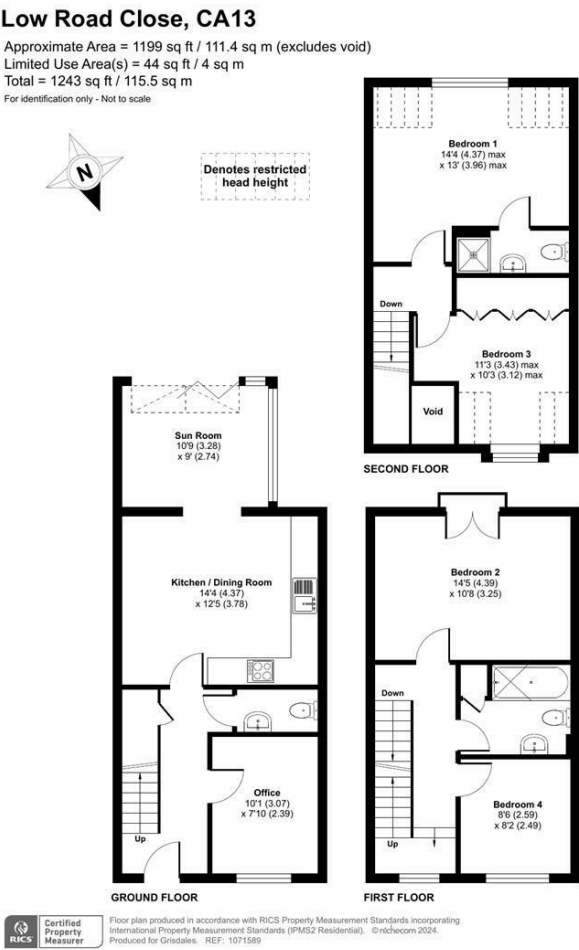 Low Road Close, CA13
Approximate Area = 1199 sq ft / 111.4 sq m (excludes void)
Limited Use Area(s) = 44 sq ft / 4 sq m
Total = 1243 sq ft / 115.5 sq m
For identification only - Not to scale
N
Denotes restricted
head height
Bedroom 1
14'4 (4.37) max
x 13' (3.96) max
Down
Bedroom 3
11'3 (3.43) max
x 10'3 (3.12) max
Void
SECOND FLOOR
Sun Room
10'9 (3.28)
x 9' (2.74)
Kitchen / Dining Room
14'4 (4.37)
x 12'5 (3.78)
Office
10'1 (3.07)
x 7'10 (2.39)
Up
GROUND FLOOR
Bedroom 2
14'5 (4.39)
x 10'8 (3.25)
Down
Bedroom 4
8'6 (2.59)
x 8'2 (2.49)
Up
FIRST FLOOR
RICS
Certified
Property
Measurer
Floor plan produced in accordance with RICS Property Measurement Standards incorporating
International Property Measurement Standards (IPMS2 Residential). © nichecom 2024.
Produced for Grisdales. REF: 1071589